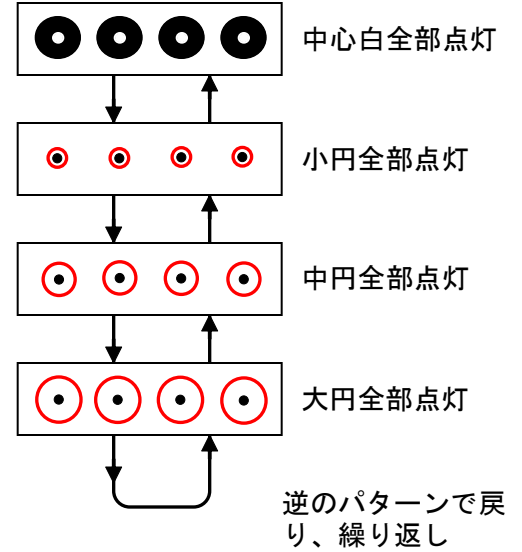 中心白全部点灯
小円全部点灯
中円全部点灯
大円全部点灯
逆のパターンで戻
り、繰り返し